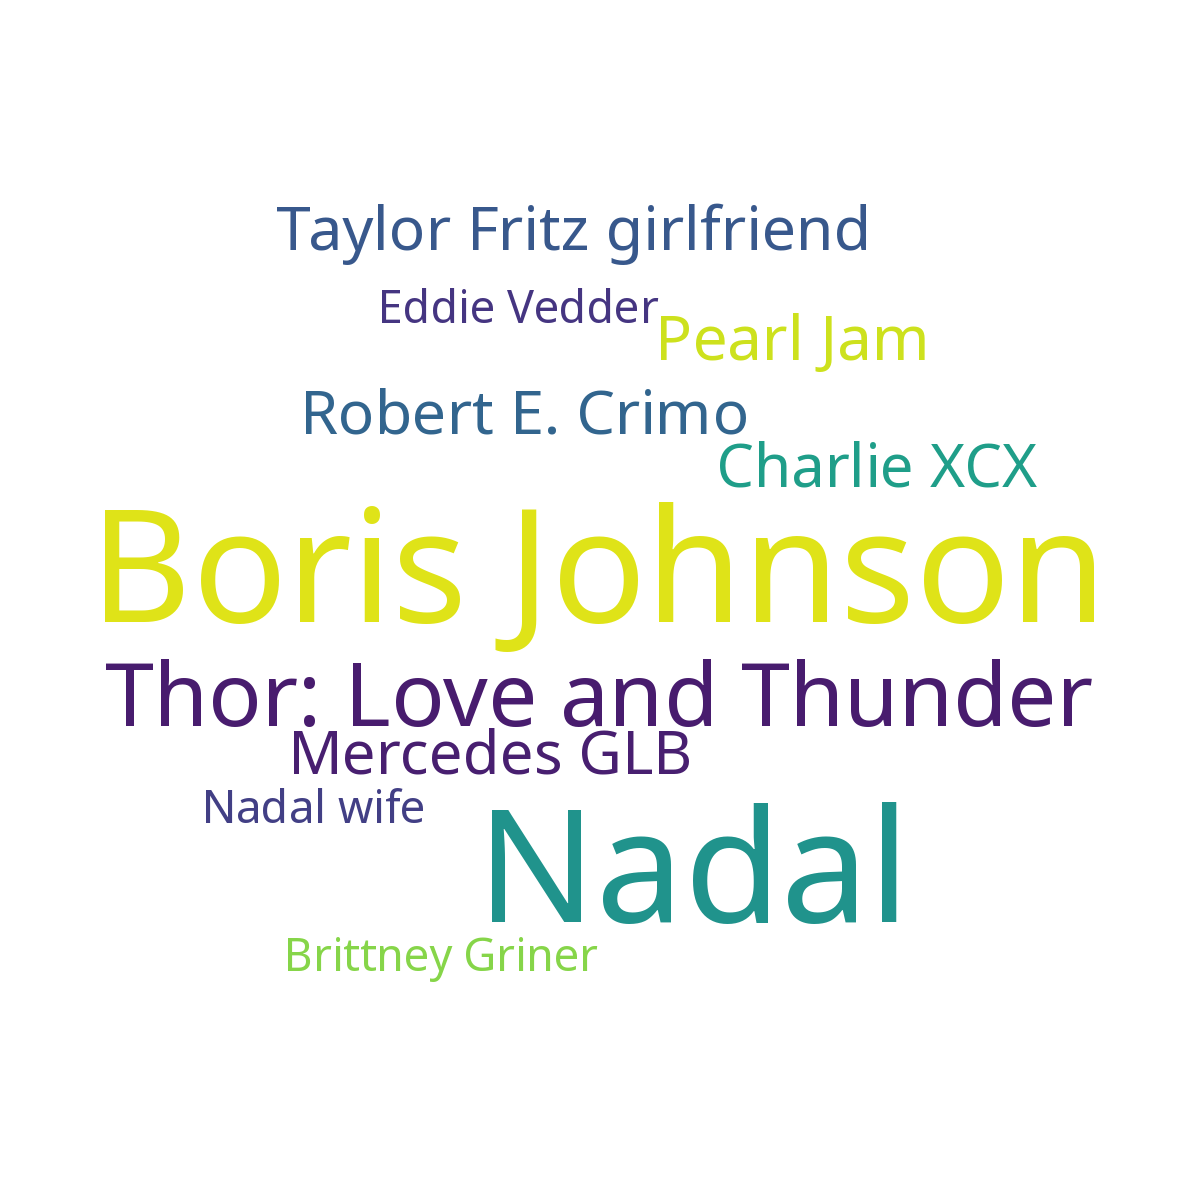 Taylor Fritz girlfriend
Eddie Vedder
Pearl Jam
Robert E. Crimo
Charlie XCX
Boris Johnson
Thor: Love and Thunder
Mercedes GLB
Nadal wife
Nadal
Brittney Griner